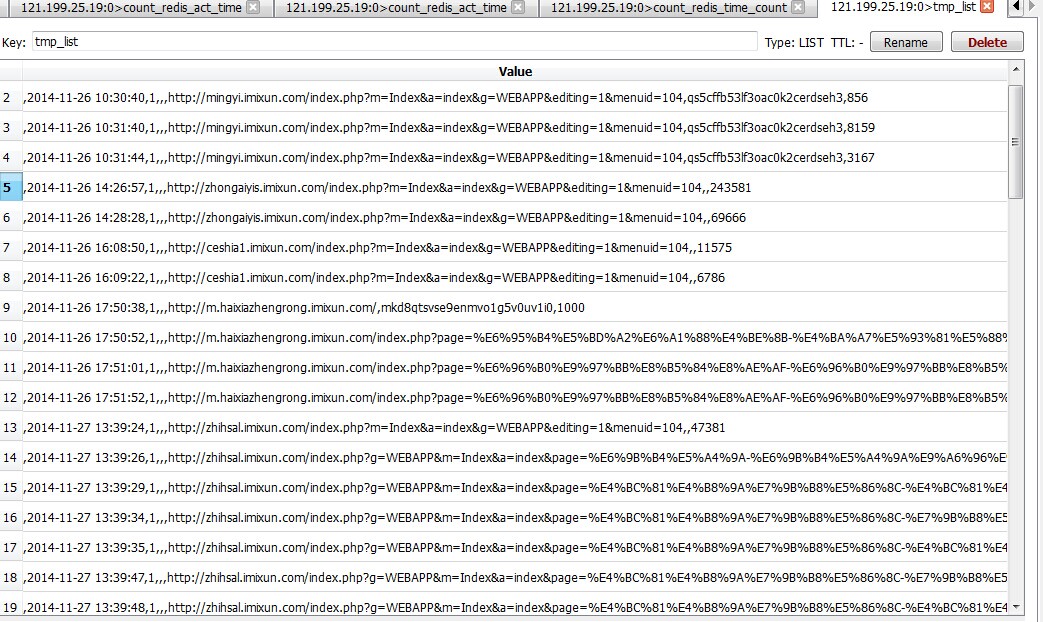 121.199.25.19:0>count_redis_act_time
121.199.25.19:0>count_redis_act_time
121.199.25.19:0>count_redis_time_count
121.199.25.19:0>tmp_list
Key: tmp_list Type: LIST TTL: - Rename Delete
Value
2 ,2014-11-26 10:30:40,1,,,http://mingyi.imixun.com/index.php?m=Index&a=index&g=WEBAPP&editing=1&menuid=104,qs5cffb53lf3oac0k2cerdseh3,856
3 ,2014-11-26 10:31:40,1,,,http://mingyi.imixun.com/index.php?m=Index&a=index&g=WEBAPP&editing=1&menuid=104,qs5cffb53lf3oac0k2cerdseh3,8159
4 ,2014-11-26 10:31:44,1,,,http://mingyi.imixun.com/index.php?m=Index&a=index&g=WEBAPP&editing=1&menuid=104,qs5cffb53lf3oac0k2cerdseh3,3167
5 ,2014-11-26 14:26:57,1,,,http://zhongaiyis.imixun.com/index.php?m=Index&a=index&g=WEBAPP&editing=1&menuid=104,,243581
6 ,2014-11-26 14:28:28,1,,,http://zhongaiyis.imixun.com/index.php?m=Index&a=index&g=WEBAPP&editing=1&menuid=104,,69666
7 ,2014-11-26 16:08:50,1,,,http://ceshia1.imixun.com/index.php?m=Index&a=index&g=WEBAPP&editing=1&menuid=104,,11575
8 ,2014-11-26 16:09:22,1,,,http://ceshia1.imixun.com/index.php?m=Index&a=index&g=WEBAPP&editing=1&menuid=104,,6786
9 ,2014-11-26 17:50:38,1,,,http://m.haixiazhengrong.imixun.com/,mkd8qtsvse9enmvo1g5v0uv1i0,1000
10 ,2014-11-26 17:50:52,1,,,http://m.haixiazhengrong.imixun.com/index.php?page=%E6%95%B4%E5%BD%A2%E6%A1%88%E4%BE%8B-%E4%BA%A7%E5%93%81%E5%88%
11 ,2014-11-26 17:51:01,1,,,http://m.haixiazhengrong.imixun.com/index.php?page=%E6%96%B0%E9%97%BB%E8%B5%84%E8%AE%AF-%E6%96%B0%E9%97%BB%E8%B5%
12 ,2014-11-26 17:51:52,1,,,http://m.haixiazhengrong.imixun.com/index.php?page=%E6%96%B0%E9%97%BB%E8%B5%84%E8%AE%AF-%E6%96%B0%E9%97%BB%E8%B5%
13 ,2014-11-27 13:39:24,1,,,http://zhihsal.imixun.com/index.php?m=Index&a=index&g=WEBAPP&editing=1&menuid=104,,47381
14 ,2014-11-27 13:39:26,1,,,http://zhihsal.imixun.com/index.php?g=WEBAPP&m=Index&a=index&page=%E6%9B%B4%E5%A4%9A-%E6%9B%B4%E5%A4%9A%E9%A6%96%E
15 ,2014-11-27 13:39:29,1,,,http://zhihsal.imixun.com/index.php?g=WEBAPP&m=Index&a=index&page=%E4%BC%81%E4%B8%9A%E7%9B%B8%E5%86%8C-%E4%BC%81%E4
16 ,2014-11-27 13:39:34,1,,,http://zhihsal.imixun.com/index.php?g=WEBAPP&m=Index&a=index&page=%E4%BC%81%E4%B8%9A%E7%9B%B8%E5%86%8C-%E7%9B%B8%E5
17 ,2014-11-27 13:39:35,1,,,http://zhihsal.imixun.com/index.php?g=WEBAPP&m=Index&a=index&page=%E4%BC%81%E4%B8%9A%E7%9B%B8%E5%86%8C-%E4%BC%81%E4
18 ,2014-11-27 13:39:47,1,,,http://zhihsal.imixun.com/index.php?g=WEBAPP&m=Index&a=index&page=%E4%BC%81%E4%B8%9A%E7%9B%B8%E5%86%8C-%E7%9B%B8%E5
19 ,2014-11-27 13:39:48,1,,,http://zhihsal.imixun.com/index.php?g=WEBAPP&m=Index&a=index&page=%E4%BC%81%E4%B8%9A%E7%9B%B8%E5%86%8C-%E4%BC%81%E4